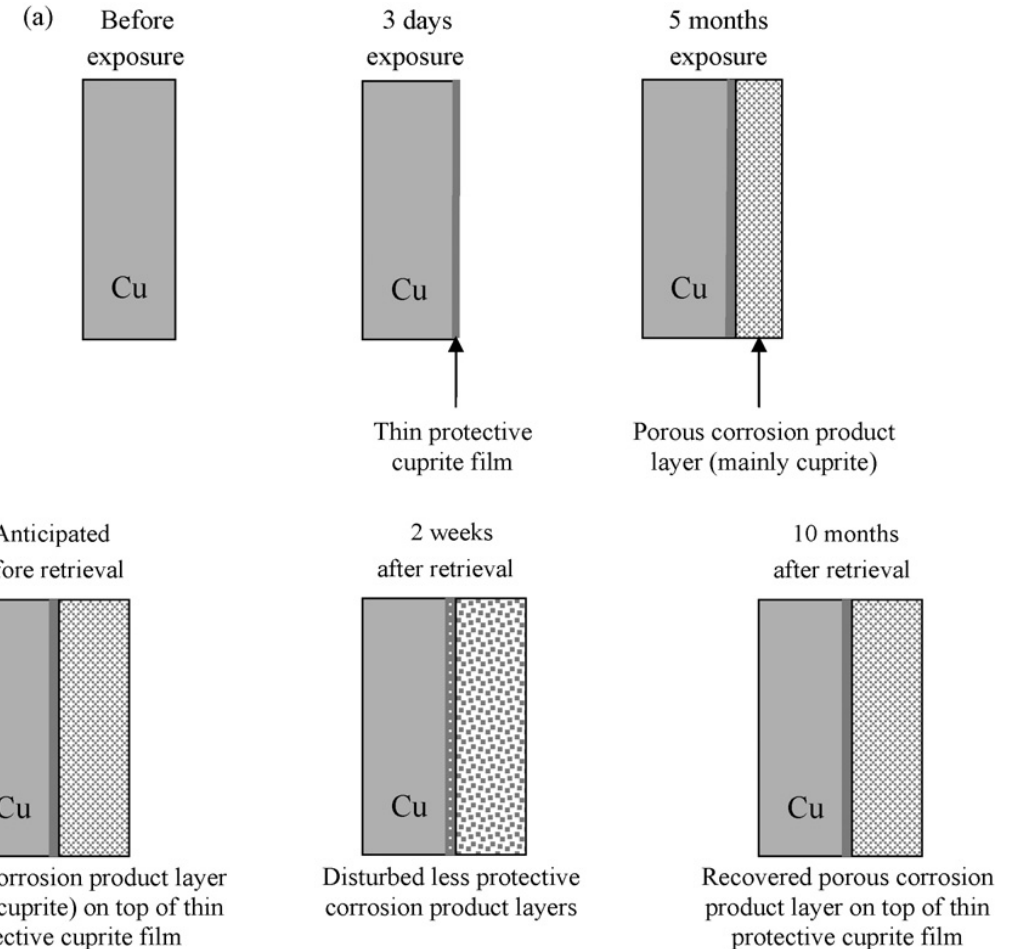 (a)
Before
exposure
3 days
exposure
5 months
exposure
Cu
Cu
Cu
Thin protective
cuprite film
Porous corrosion product
layer (mainly cuprite)
Anticipated
retrieval
2 weeks
after retrieval
10 months
after retrieval
Cu
Cu
Cu
product layer
cuprite) on top of thin
cuprite film
Disturbed less protective
corrosion product layers
Recovered porous corrosion
product layer on top of thin
protective cuprite film